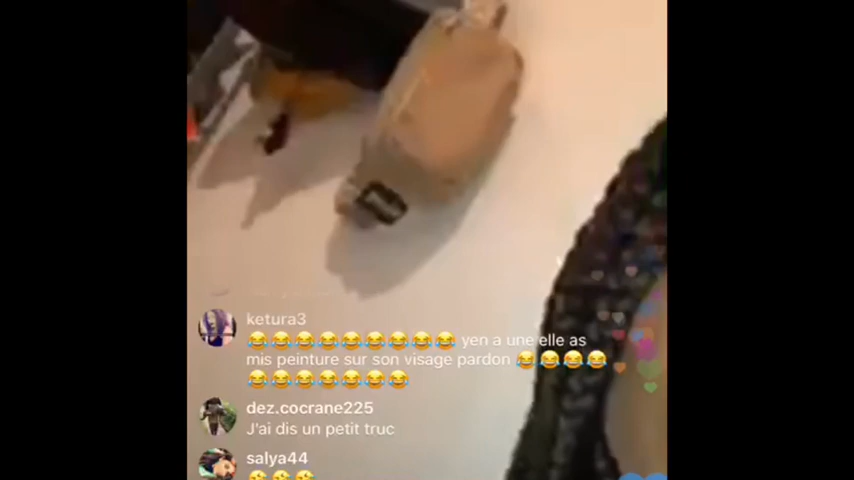 ketura3
😂😂😂😂😂😂😂😂😂 yen a une elle as
mis peinture sur son visage pardon 😂😂😂😂
😂😂😂😂😂😂😂
dez.cocrane225
J'ai dis un petit truc
salya44
🤣🤣🤣